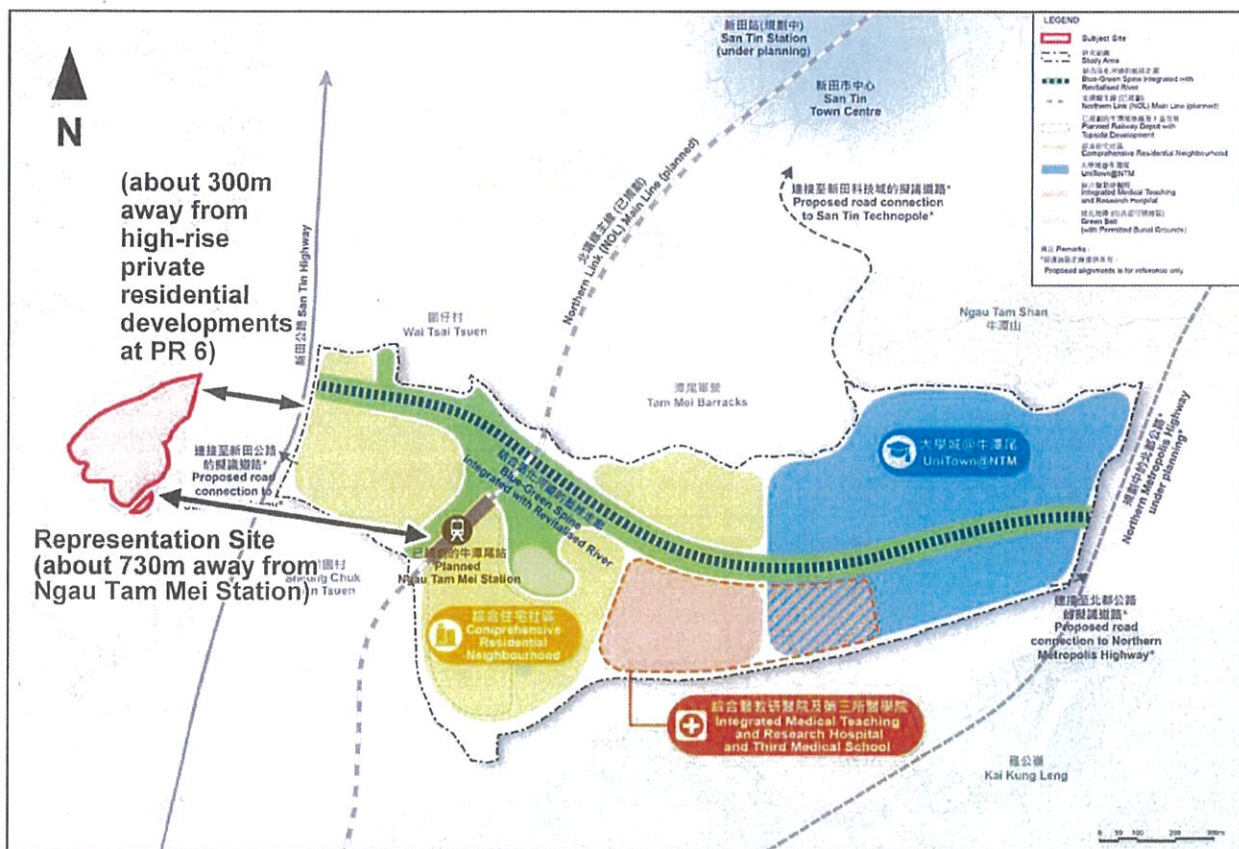 N
(about 300m
away from
high-rise
private
residential
developments
at PR 6)
Representation Site
(about 730m away from
Ngau Tam Mei Station)
新田公路 San Tin Highway
新田站(規劃中)
San Tin Station
(under planning)
新田市中心
San Tin
Town Centre
北環綫主綫 (已規劃)
Northern Link (NOL) Main Line (planned)
連接至新田科技城的擬議道路*
Proposed road connection
to San Tin Technopole*
圍仔村
Wai Tsai Tsuen
潭尾軍營
Tam Mei Barracks
Ngau Tam Shan
牛潭山
連接至新田公路
的擬議道路*
Proposed road
connection to
Blue-Green Spine
Integrated with Revitalised River
已規劃的牛潭尾站
Planned
Ngau Tam Mei Station
大學城@牛潭尾
UniTown@NTM
規劃中的北都公路*
Northern Metropolis Highway
under planning*
綜合住宅社區
Comprehensive
Residential
Neighbourhood
連接至北都公路
的擬議道路*
Proposed road
connection to Northern
Metropolis Highway*
綜合醫教研醫院及第三所醫學院
Integrated Medical Teaching
and Research Hospital
and Third Medical School
雞公嶺
Kai Kung Leng
LEGEND
Subject Site
Study Area
Blue-Green Spine Integrated with
Revitalised River
Northern Link (NOL) Main Line (planned)
Planned Railway Depot with
Topside Development
Comprehensive Residential Neighbourhood
UniTown@NTM
Integrated Medical Teaching
and Research Hospital
Green Belt
(with Permitted Burial Grounds)
Remarks :
Proposed alignments is for reference only
0 50 100 200 300m